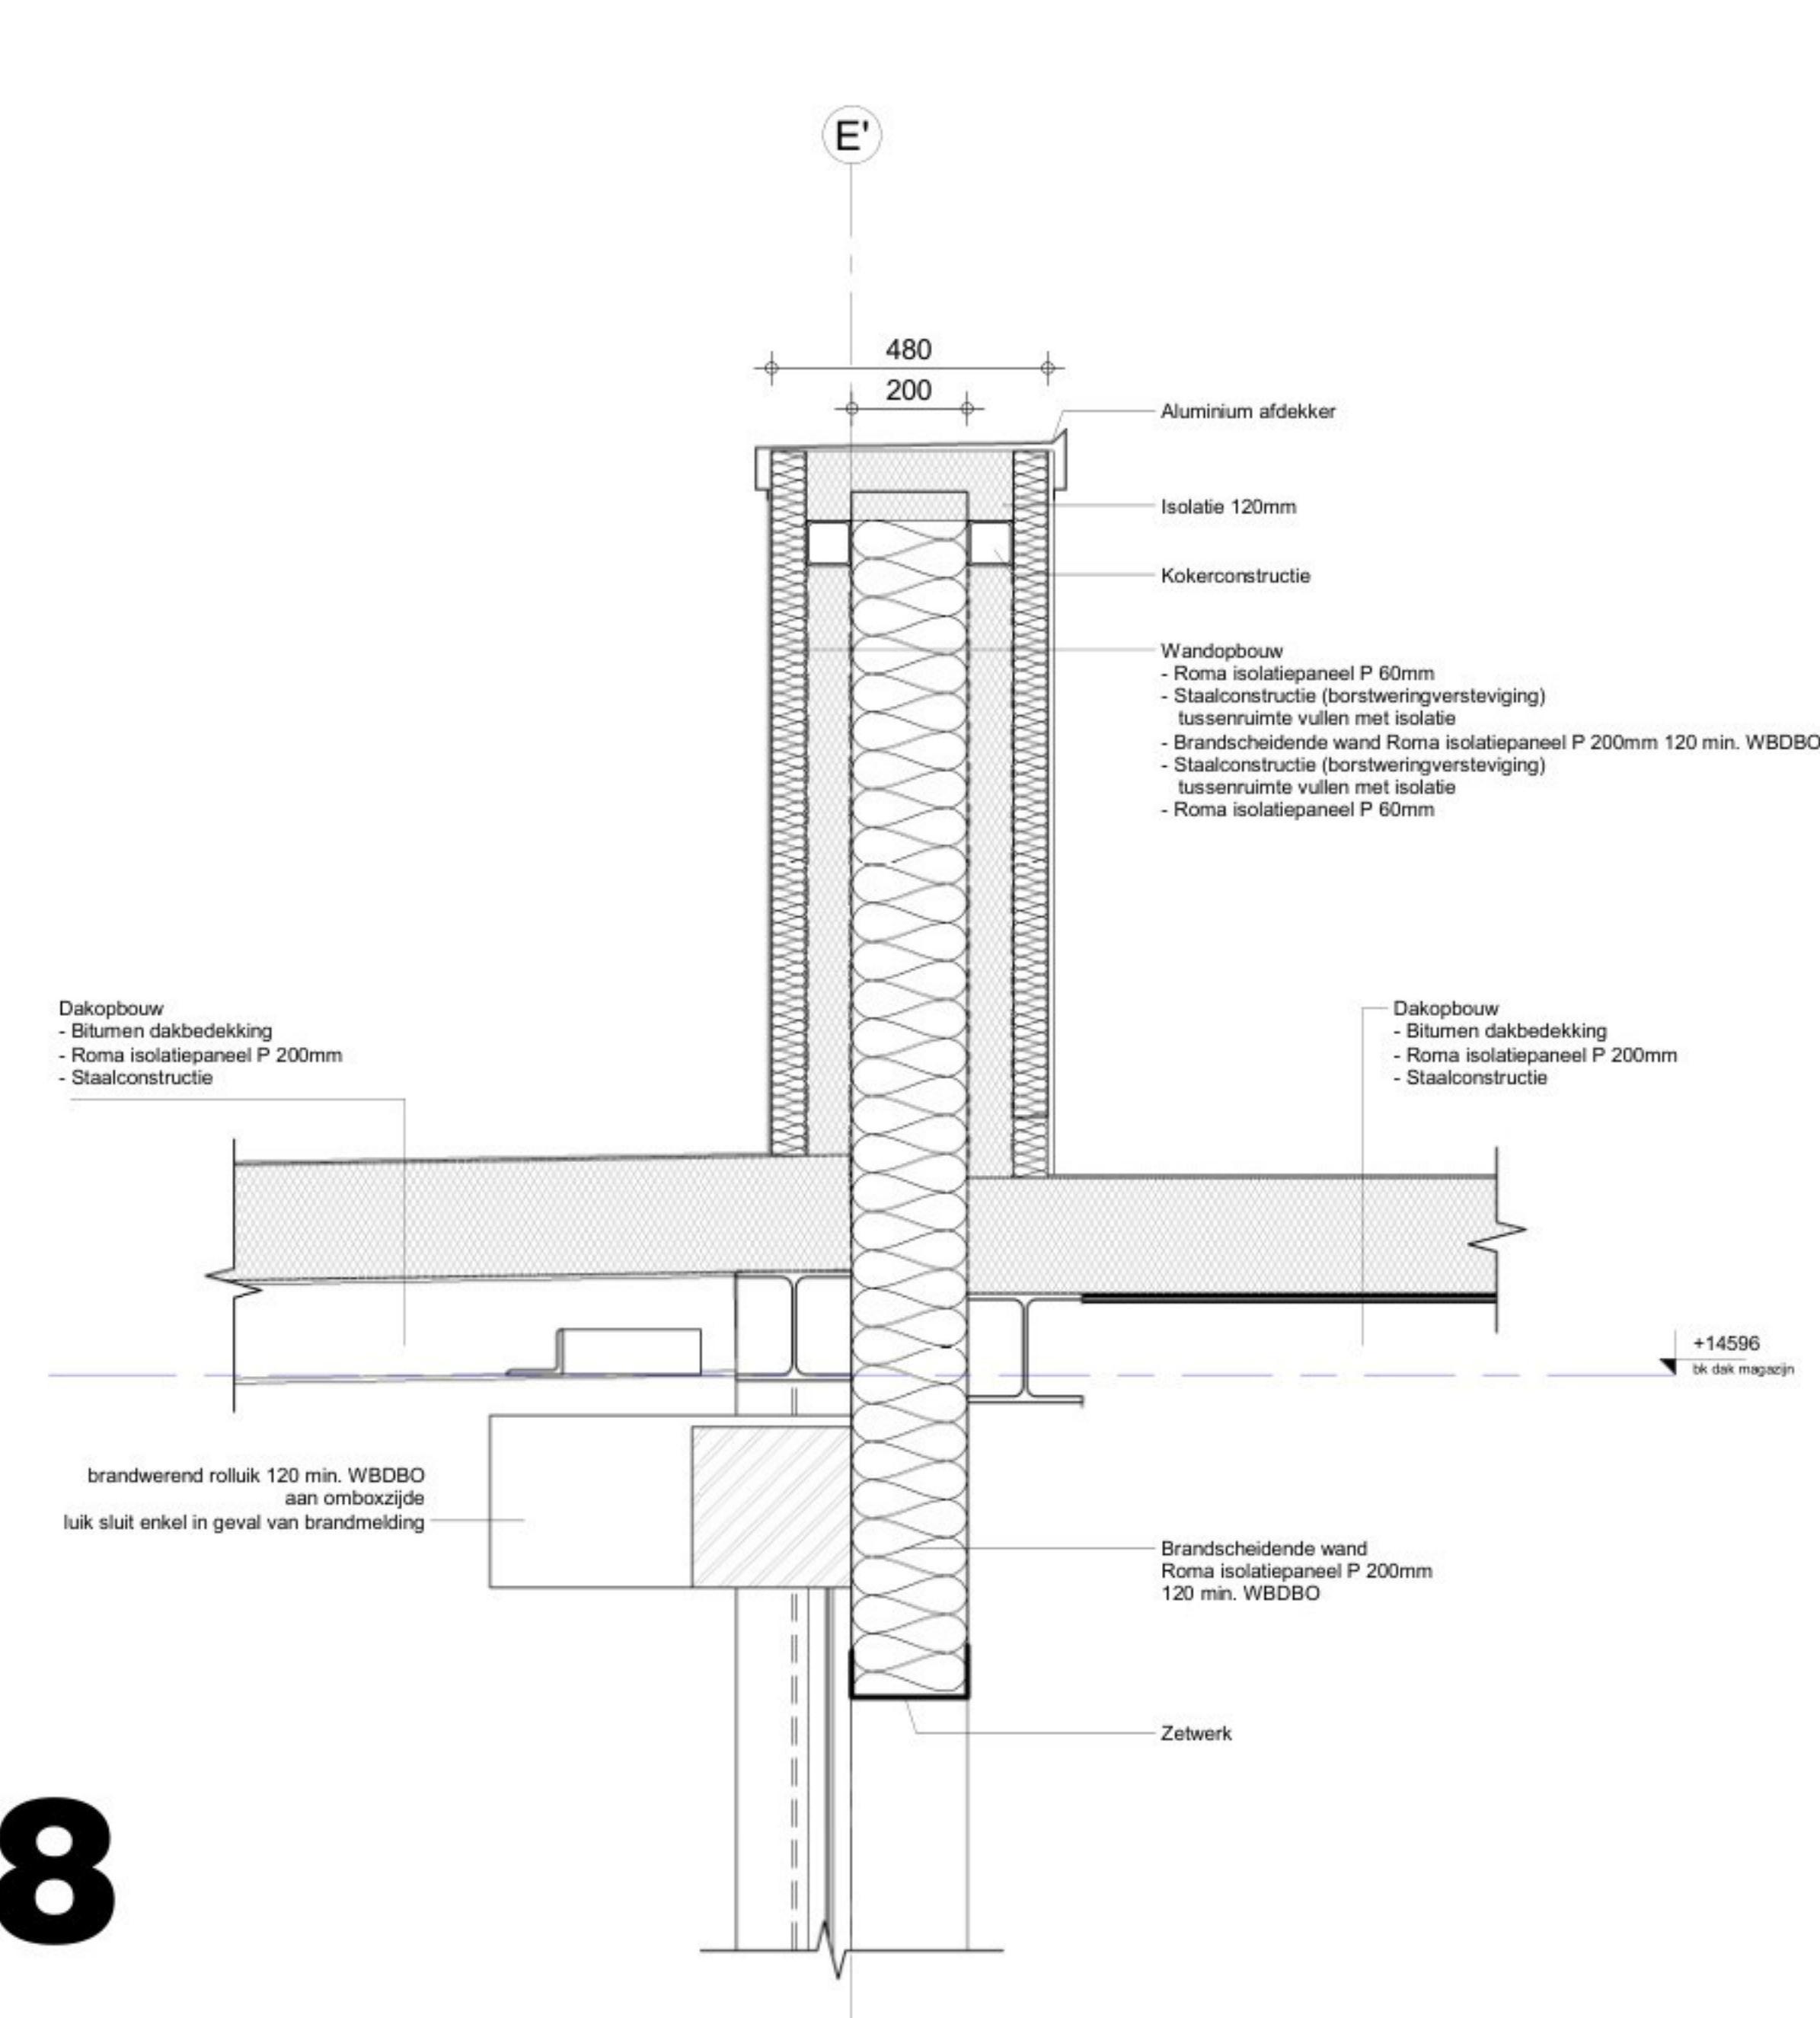 E'
480
200
Aluminium afdekker
Isolatie 120mm
Kokerconstructie
Wandopbouw
- Roma isolatiepaneel P 60mm
- Staalconstructie (borstweringversteviging)
tussenruimte vullen met isolatie
- Brandscheidende wand Roma isolatiepaneel P 200mm 120 min. WBDBO
- Staalconstructie (borstweringversteviging)
tussenruimte vullen met isolatie
- Roma isolatiepaneel P 60mm
Dakopbouw
- Bitumen dakbedekking
- Roma isolatiepaneel P 200mm
- Staalconstructie
Dakopbouw
- Bitumen dakbedekking
- Roma isolatiepaneel P 200mm
- Staalconstructie
+14596
bk dak magazijn
brandwerend rolluik 120 min. WBDBO
aan omboxzijde
luik sluit enkel in geval van brandmelding
Brandscheidende wand
Roma isolatiepaneel P 200mm
120 min. WBDBO
Zetwerk
8